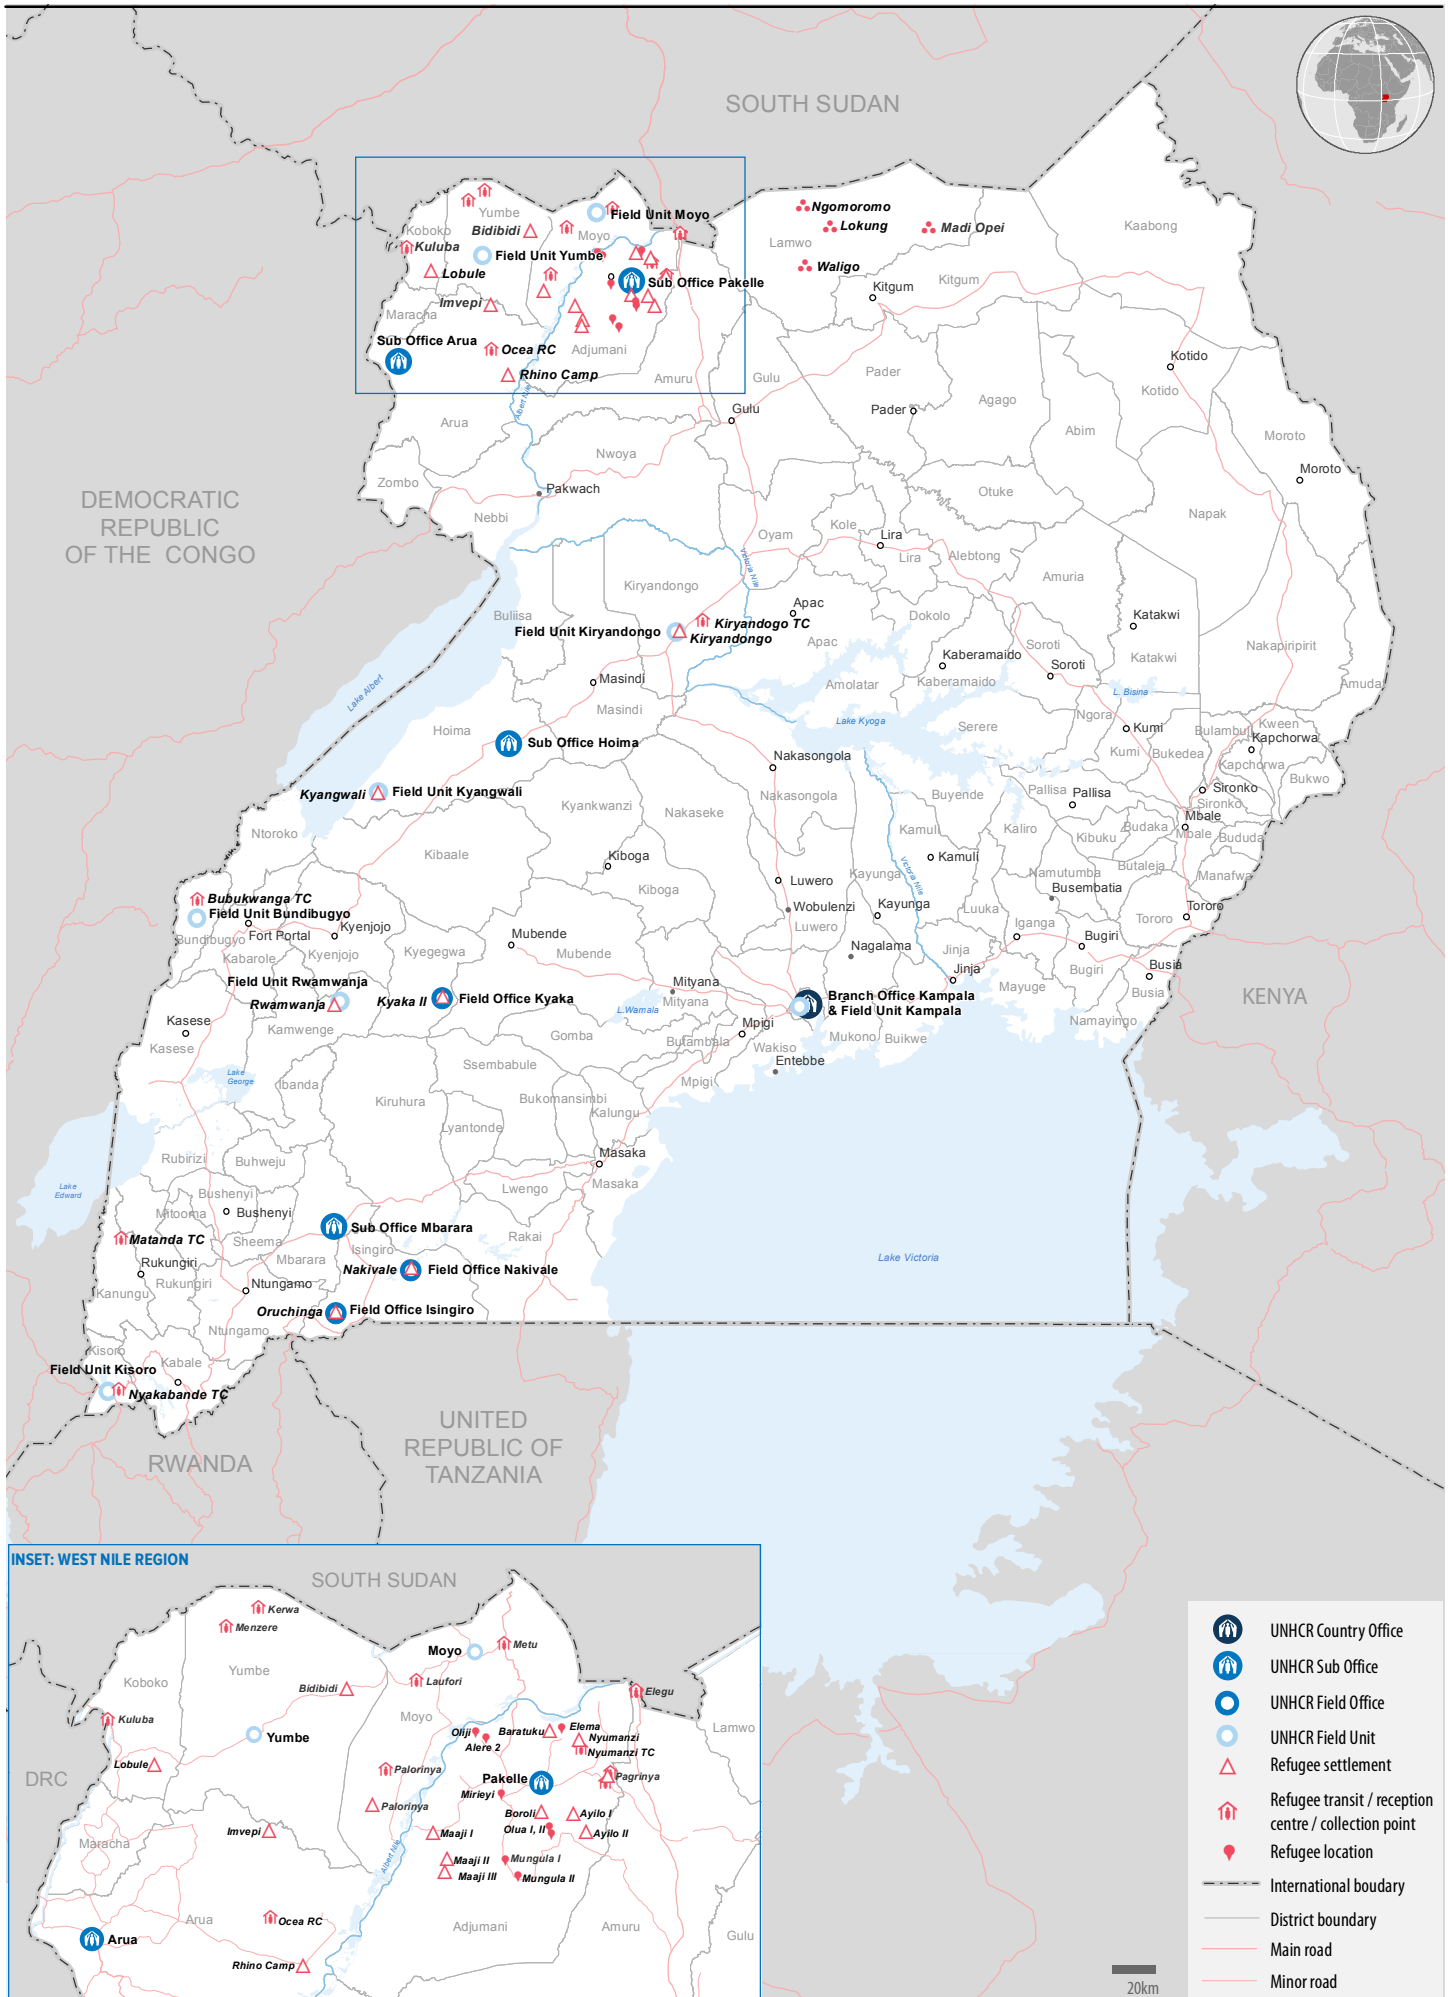 SOUTH SUDAN
Ngomoromo
Lokung
Madi Opei
Lamwo
Waligo
Kaabong
Kitgum
Kitgum
Yumbe
Koboko
Bidibidi
Field Unit Moyo
Moyo
Kuluba
Field Unit Yumbe
Lobule
Sub Office Pakelle
Imvepi
Maracha
Sub Office Arua
Ocea RC
Adjumani
Rhino Camp
Amuru
Gulu
Albert Nile
Arua
Gulu
Pader
Pader
Agago
Kotido
Kotido
Abim
Moroto
Moroto
Nwoya
Zombo
Pakwach
Nebbi
Otuke
Napak
DEMOCRATIC
REPUBLIC
OF THE CONGO
Oyam
Kole
Lira
Lira
Alebtong
Victoria Nile
Amuria
Kiryandongo
Buliisa
Field Unit Kiryandongo
Kiryandogo TC
Kiryandongo
Apac
Apac
Dokolo
Katakwi
Katakwi
Kaberamaido
Kaberamaido
Soroti
Soroti
Nakapiripirit
Amudat
Lake Albert
Masindi
Masindi
Amolatar
L. Bisina
Lake Kyoga
Serere
Ngora
Kumi
Kumi
Bukedea
Bulambuli
Kween
Kapchorwa
Kapchorwa
Bukwo
Hoima
Sub Office Hoima
Nakasongola
Nakasongola
Kyangwali
Field Unit Kyangwali
Kyankwanzi
Nakaseke
Buyende
Pallisa
Pallisa
Sironko
Sironko
Mbale
Mbale
Bududa
Budaka
Kibuku
Butaleja
Manafwa
Ntoroko
Kibaale
Kiboga
Kiboga
Kamuli
Kamuli
Kaliro
Namutumba
Busembatia
Luwero
Wobulenzi
Luwero
Kayunga
Kayunga
Victoria Nile
Luuka
Iganga
Bugiri
Bugiri
Tororo
Tororo
Bubukwanga TC
Field Unit Bundibugyo
Bundibugyo
Fort Portal
Kyenjojo
Kabarole
Kyenjojo
Kyegegwa
Mubende
Mubende
Nagalama
Jinja
Jinja
Mayuge
Busia
Busia
Namayingo
KENYA
Field Unit Rwamwanja
Rwamwanja
Kyaka II
Field Office Kyaka
Mityana
Mityana
L.Wamala
Branch Office Kampala
& Field Unit Kampala
Mpigi
Wakiso
Mukono
Buikwe
Kasese
Kasese
Kamwenge
Gomba
Butambala
Entebbe
Mpigi
Lake
George
Ibanda
Kiruhura
Ssembabule
Bukomansimbi
Kalungu
Lyantonde
Masaka
Masaka
Rubirizi
Buhweju
Lake
Edward
Bushenyi
Bushenyi
Mitooma
Lwengo
Sub Office Mbarara
Matanda TC
Sheema
Mbarara
Isingiro
Rakai
Lake Victoria
Rukungiri
Rukungiri
Kanungu
Ntungamo
Nakivale
Field Office Nakivale
Oruchinga
Field Office Isingiro
Ntungamo
Kisoro
Field Unit Kisoro
Kabale
Nyakabande TC
UNITED
REPUBLIC OF
TANZANIA
RWANDA
INSET: WEST NILE REGION
SOUTH SUDAN
Kerwa
Menzere
Moyo
Metu
Yumbe
Koboko
Bidibidi
Laufori
Elegu
Kuluba
Moyo
Yumbe
Oliji
Alere 2
Baratuku
Elema
Nyumanzi
Nyumanzi TC
Lamwo
Lobule
DRC
Palorinya
Pakelle
Pagrinya
Mirieyi
Palorinya
Boroli
Ayilo I
Imvepi
Olua I, II
Ayilo II
Maracha
Maaji I
Albert Nile
Maaji II
Maaji III
Mungula I
Mungula II
Arua
Ocea RC
Arua
Adjumani
Amuru
Gulu
Rhino Camp
UNHCR Country Office
UNHCR Sub Office
UNHCR Field Office
UNHCR Field Unit
Refugee settlement
Refugee transit / reception
centre / collection point
Refugee location
International boudary
District boundary
Main road
Minor road
20km